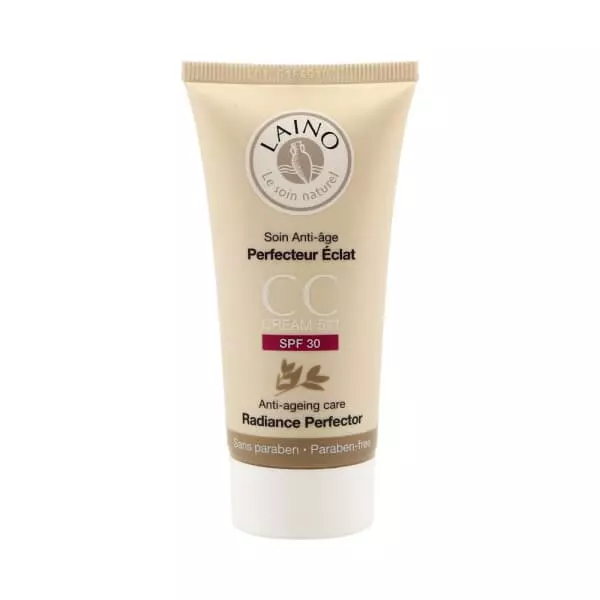 LAINO
Le soin naturel
Soin Anti-âge
Perfecteur Éclat
CC
CREAM 5in1
SPF 30
Anti-ageing care
Radiance Perfector
Sans paraben • Paraben-free